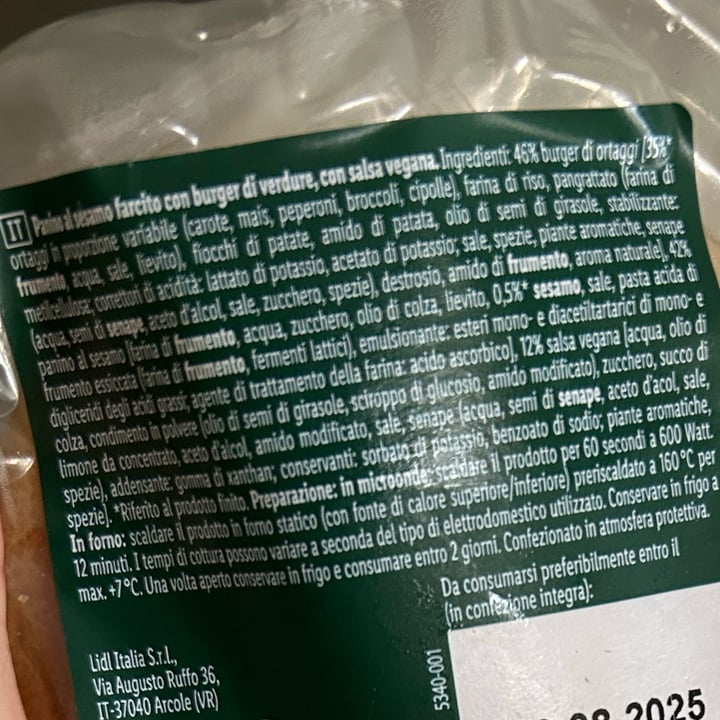 IT Panino al sesamo farcito con burger di verdure, con salsa vegana. Ingredienti: 46% burger di ortaggi [35%*
ortaggi in proporzione variabile (carote, mais, peperoni, broccoli, cipolle), farina di riso, pangrattato (farina di
frumento, acqua, sale, lievito), fiocchi di patate, amido di patata, olio di semi di girasole, stabilizzante:
metilcellulosa; correttori di acidità: lattato di potassio, acetato di potassio; sale, spezie, piante aromatiche, senape
(acqua, semi di senape, aceto d'alcol, sale, zucchero, spezie), destrosio, amido di frumento, aroma naturale], 42%
panino al sesamo [farina di frumento, acqua, zucchero, olio di colza, lievito, 0,5%* sesamo, sale, pasta acida di
frumento essiccata (farina di frumento, fermenti lattici), emulsionante: esteri mono- e diacetiltartarici di mono- e
digliceridi degli acidi grassi; agente di trattamento della farina: acido ascorbico], 12% salsa vegana [acqua, olio di
colza, condimento in polvere (olio di semi di girasole, sciroppo di glucosio, amido modificato), zucchero, succo di
limone da concentrato, aceto d'alcol, amido modificato, sale, senape (acqua, semi di senape, aceto d'acol, sale,
spezie), addensante: gomma di xanthan; conservanti: sorbato di potassio, benzoato di sodio; piante aromatiche,
spezie]. *Riferito al prodotto finito. Preparazione: in microonde: scaldare il prodotto per 60 secondi a 600 Watt.
In forno: scaldare il prodotto in forno statico (con fonte di calore superiore/inferiore) preriscaldato a 160°C per
12 minuti. I tempi di cottura possono variare a seconda del tipo di elettrodomestico utilizzato. Conservare in frigo a
max. +7°C. Una volta aperto conservare in frigo e consumare entro 2 giorni. Confezionato in atmosfera protettiva.
Da consumarsi preferibilmente entro il
(in confezione integra):
Lidl Italia S.r.l.,
Via Augusto Ruffo 36,
IT-37040 Arcole (VR)
5340-001
08.2025